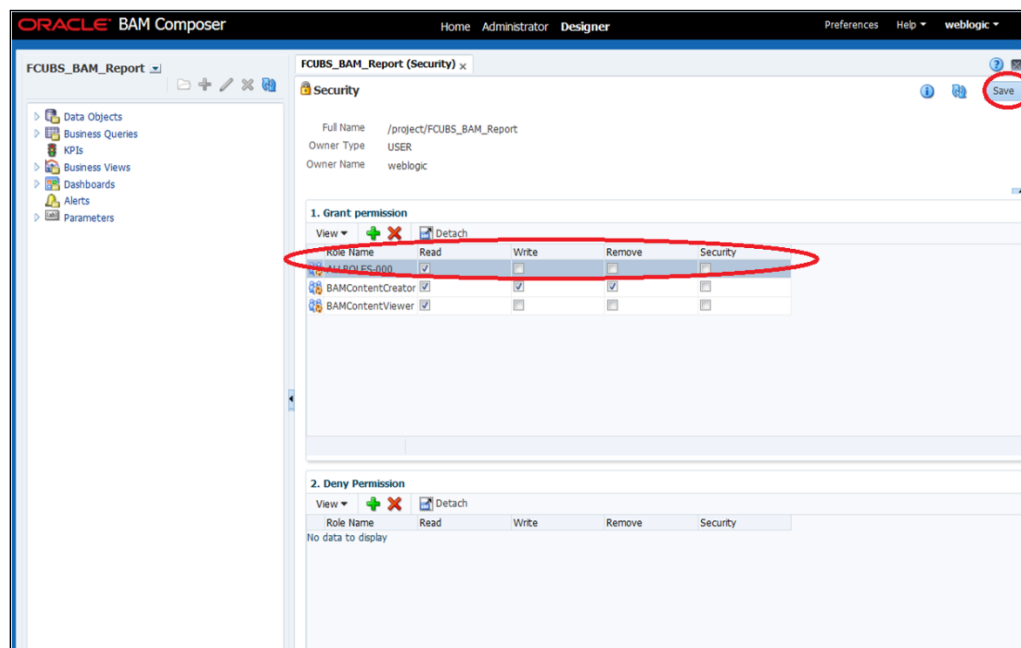 ORACLE BAM Composer Home Administrator Designer Preferences Help weblogic
FCUBS_BAM_Report
Data Objects
Business Queries
KPIs
Business Views
Dashboards
Alerts
Parameters
FCUBS_BAM_Report (Security) x
Security Save
Full Name /project/FCUBS_BAM_Report
Owner Type USER
Owner Name weblogic
1. Grant permission
View Detach
Role Name Read Write Remove Security
ALLROLES-000
BAMContentCreator
BAMContentViewer
2. Deny Permission
View Detach
Role Name Read Write Remove Security
No data to display